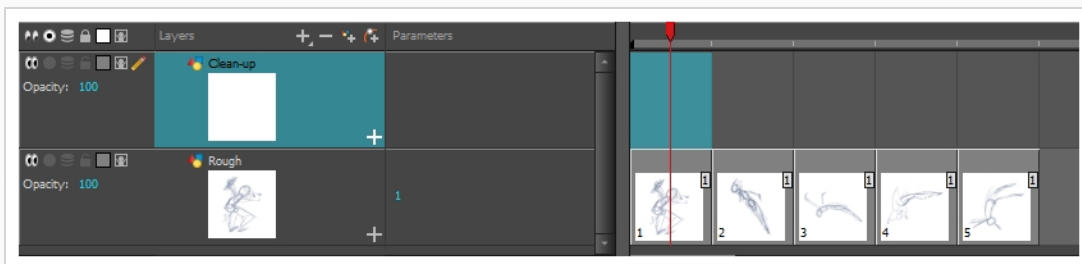 Layers Parameters
Clean-up
Opacity: 100
Rough
Opacity: 100
1
1 1 1 1 1
1 2 3 4 5